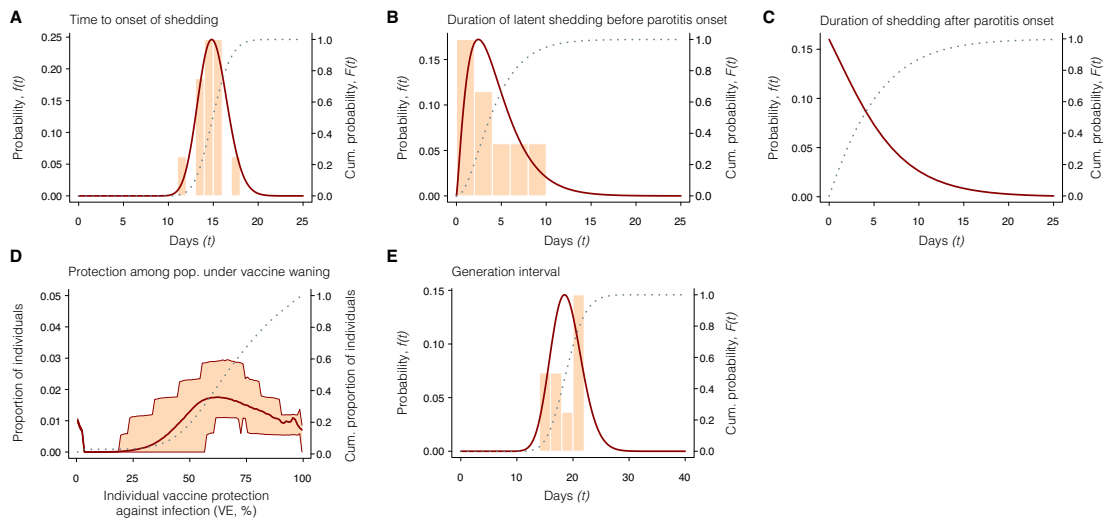 A
Time to onset of shedding
0.25
0.20
0.15
0.10
0.05
0.00
Probability, f(t)
1.0
0.8
0.6
0.4
0.2
0.0
Cum. probability, F(t)
0 5 10 15 20 25
Days (t)
B
Duration of latent shedding before parotitis onset
0.15
0.10
0.05
0.00
Probability, f(t)
1.0
0.8
0.6
0.4
0.2
0.0
Cum. probability, F(t)
0 5 10 15 20 25
Days (t)
C
Duration of shedding after parotitis onset
0.15
0.10
0.05
0.00
Probability, f(t)
1.0
0.8
0.6
0.4
0.2
0.0
Cum. probability, F(t)
0 5 10 15 20 25
Days (t)
D
Protection among pop. under vaccine waning
0.05
0.04
0.03
0.02
0.01
0.00
Proportion of individuals
1.0
0.8
0.6
0.4
0.2
0.0
Cum. proportion of individuals
0 25 50 75 100
Individual vaccine protection
against infection (VE, %)
E
Generation interval
0.15
0.10
0.05
0.00
Probability, f(t)
1.0
0.8
0.6
0.4
0.2
0.0
Cum. probability, F(t)
0 10 20 30 40
Days (t)